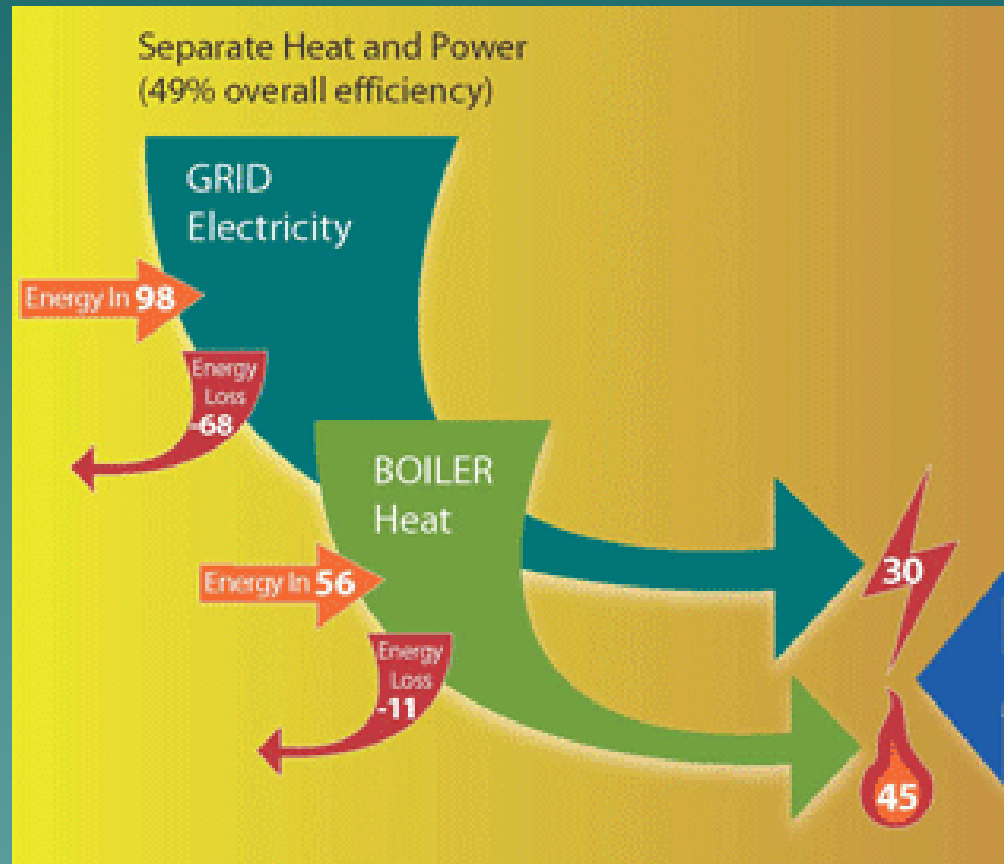 Separate Heat and Power
(49% overall efficiency)
GRID
Electricity
Energy In 98
Energy
Loss
-68
BOILER
Heat
Energy In 56
Energy
Loss
-11
30
45